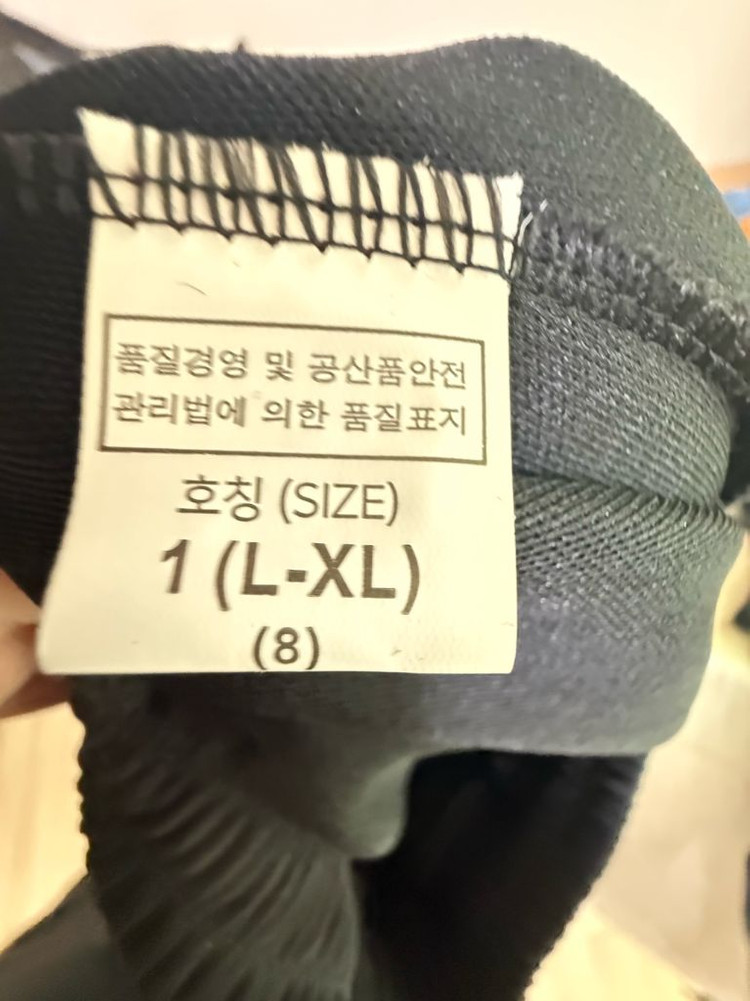 품질경영 및 공산품안전
관리법에 의한 품질표지
호칭 (SIZE)
1 (L-XL)
(8)